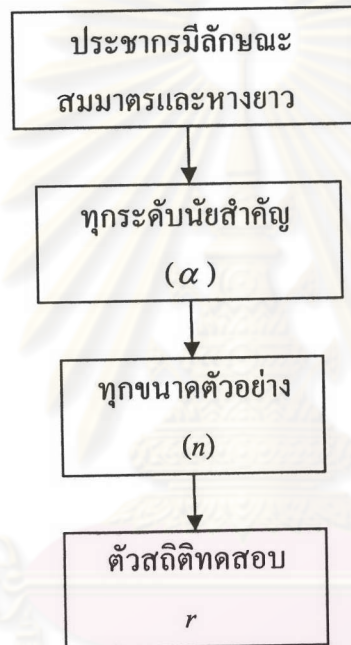 ประชากรมีลักษณะ
สมมาตรและหางยาว
ทุกระดับนัยสำคัญ
(α)
ทุกขนาดตัวอย่าง
(n)
ตัวสถิติทดสอบ
r